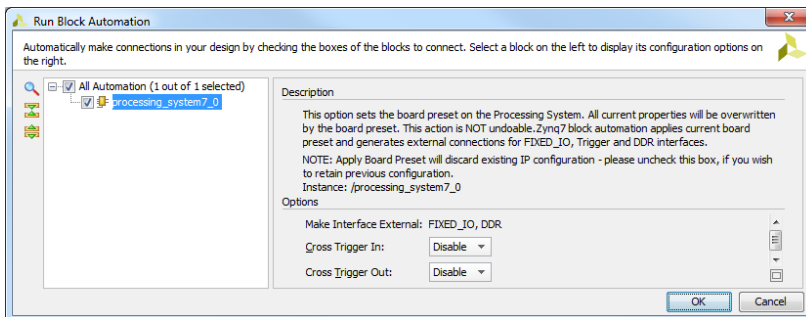 Run Block Automation
Automatically make connections in your design by checking the boxes of the blocks to connect. Select a block on the left to display its configuration options on
the right.
All Automation (1 out of 1 selected)
processing_system7_0
Description
This option sets the board preset on the Processing System. All current properties will be overwritten
by the board preset. This action is NOT undoable.Zynq7 block automation applies current board
preset and generates external connections for FIXED_IO, Trigger and DDR interfaces.
NOTE: Apply Board Preset will discard existing IP configuration - please uncheck this box, if you wish
to retain previous configuration.
Instance: /processing_system7_0
Options
Make Interface External: FIXED_IO, DDR
Cross Trigger In: Disable
Cross Trigger Out: Disable
OK Cancel